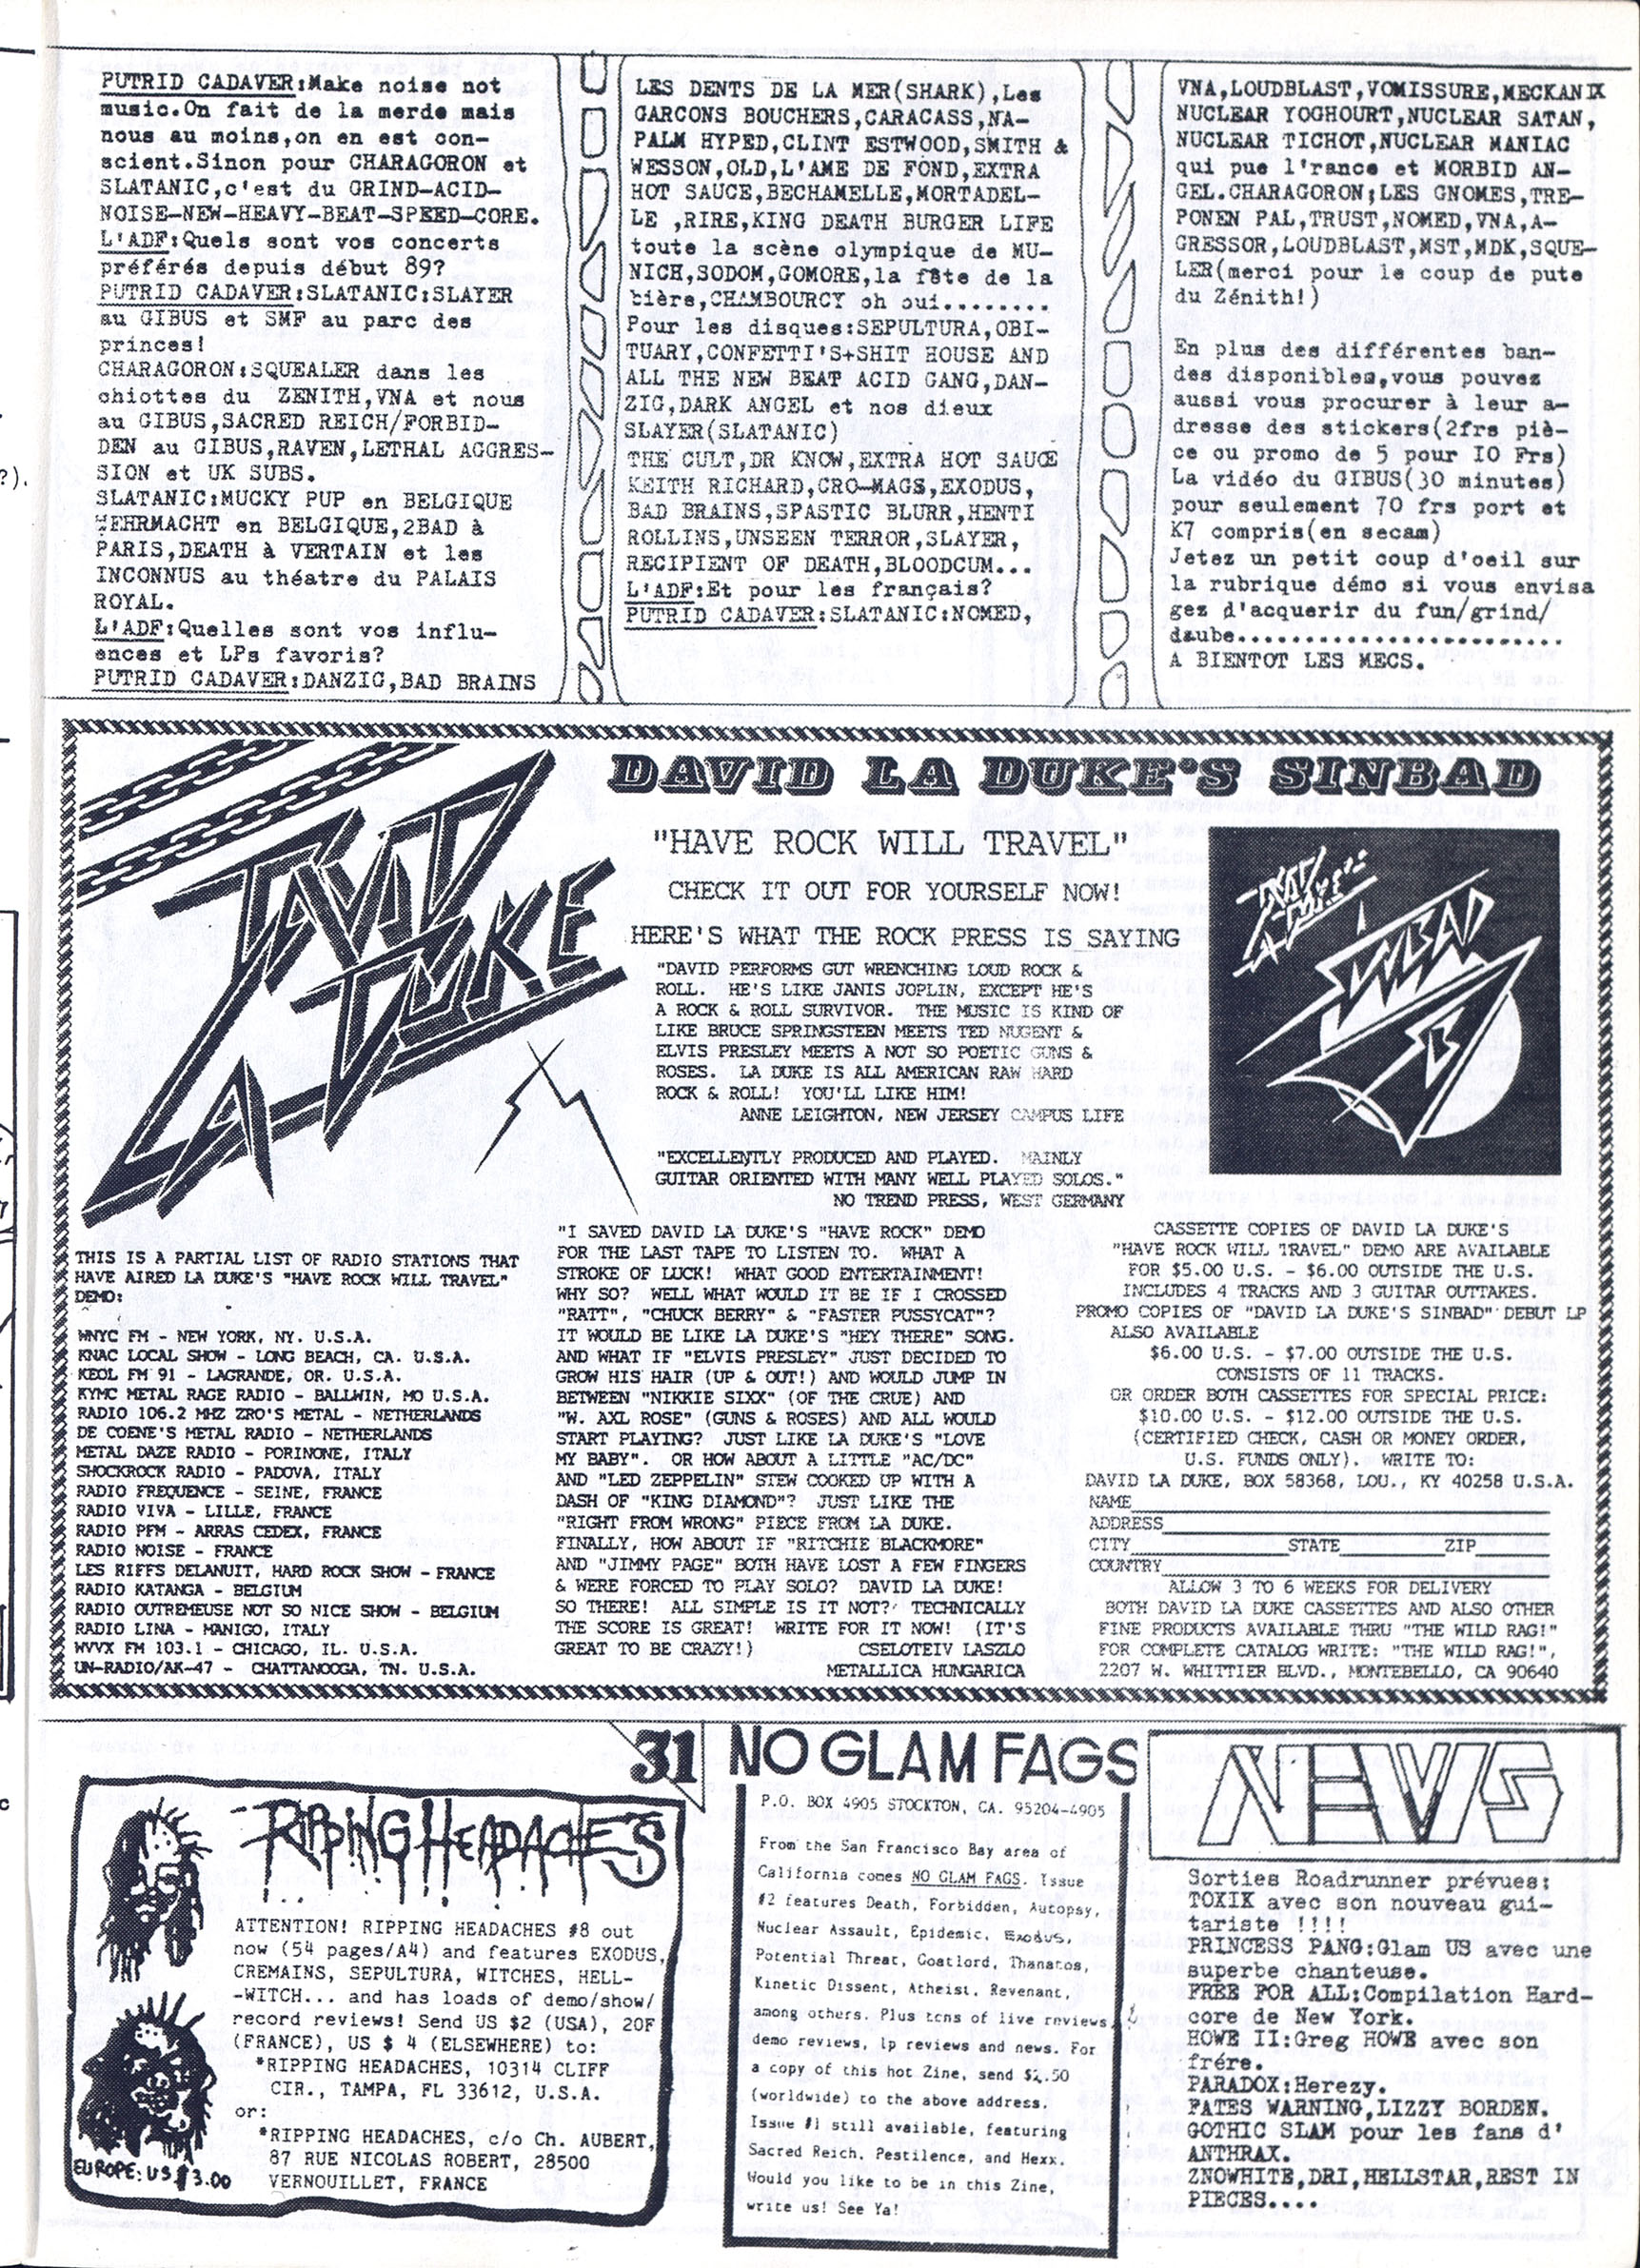 PUTRID CADAVER:Make noise not
music.On fait de la merde mais
nous au moins,on en est con-
scient.Sinon pour CHARAGORON et
SLATANIC,c'est du GRIND-ACID-
NOISE-NEW-HEAVY-BEAT-SPEED-CORE.
L'ADF:Quels sont vos concerts
préférés depuis début 89?
PUTRID CADAVER:SLATANIC:SLAYER
au GIBUS et SMF au parc des
princes!
CHARAGORON:SQUEALER dans les
chiottes du ZENITH,VNA et nous
au GIBUS,SACRED REICH/FORBID-
DEN au GIBUS,RAVEN,LETHAL AGGRES-
SION et UK SUBS.
SLATANIC:MUCKY PUP en BELGIQUE
WEHRMACHT en BELGIQUE,2BAD à
PARIS,DEATH à VERTAIN et les
INCONNUS au théatre du PALAIS
ROYAL.
L'ADF:Quelles sont vos influ-
ences et LPs favoris?
PUTRID CADAVER:DANZIG,BAD BRAINS
LES DENTS DE LA MER(SHARK),Les
GARCONS BOUCHERS,CARACASS,NA-
PALM HYPED,CLINT ESTWOOD,SMITH &
WESSON,OLD,L'AME DE FOND,EXTRA
HOT SAUCE,BECHAMELLE,MORTADEL-
LE ,RIRE,KING DEATH BURGER LIFE
toute la scène olympique de MU-
NICH,SODOM,GOMORE,la fête de la
bière,CHAMBOURCY oh oui........
Pour les disques:SEPULTURA,OBI-
TUARY,CONFETTI'S+SHIT HOUSE AND
ALL THE NEW BEAT ACID GANG,DAN-
ZIG,DARK ANGEL et nos dieux
SLAYER(SLATANIC)
THE CULT,DR KNOW,EXTRA HOT SAUCE
KEITH RICHARD,CRO-MAGS,EXODUS,
BAD BRAINS,SPASTIC BLURR,HENTI
ROLLINS,UNSEEN TERROR,SLAYER,
RECIPIENT OF DEATH,BLOODCUM...
L'ADF:Et pour les français?
PUTRID CADAVER:SLATANIC:NOMED,
VNA,LOUDBLAST,VOMISSURE,MECKANIX
NUCLEAR YOGHOURT,NUCLEAR SATAN,
NUCLEAR TICHOT,NUCLEAR MANIAC
qui pue l'rance et MORBID AN-
GEL.CHARAGORON;LES GNOMES,TRE-
PONEN PAL,TRUST,NOMED,VNA,A-
GRESSOR,LOUDBLAST,MST,MDK,SQUE-
LER(merci pour le coup de pute
du Zénith!)
En plus des différentes ban-
des disponibles,vous pouvez
aussi vous procurer à leur a-
dresse des stickers(2frs piè-
ce ou promo de 5 pour IO Frs)
La vidéo du GIBUS(30 minutes)
pour seulement 70 frs port et
K7 compris(en secam)
Jetez un petit coup d'oeil sur
la rubrique démo si vous envisa
gez d'acquerir du fun/grind/
daube........................
A BIENTOT LES MECS.
DAVID LA DUKE
DAVID LA DUKE'S SINBAD
"HAVE ROCK WILL TRAVEL"
CHECK IT OUT FOR YOURSELF NOW!
HERE'S WHAT THE ROCK PRESS IS SAYING
"DAVID PERFORMS GUT WRENCHING LOUD ROCK &
ROLL. HE'S LIKE JANIS JOPLIN, EXCEPT HE'S
A ROCK & ROLL SURVIVOR. THE MUSIC IS KIND OF
LIKE BRUCE SPRINGSTEEN MEETS TED NUGENT &
ELVIS PRESLEY MEETS A NOT SO POETIC GUNS &
ROSES. LA DUKE IS ALL AMERICAN RAW HARD
ROCK & ROLL! YOU'LL LIKE HIM!
ANNE LEIGHTON, NEW JERSEY CAMPUS LIFE
"EXCELLENTLY PRODUCED AND PLAYED. MAINLY
GUITAR ORIENTED WITH MANY WELL PLAYED SOLOS."
NO TREND PRESS, WEST GERMANY
DAVID LA DUKE
SINBAD
THIS IS A PARTIAL LIST OF RADIO STATIONS THAT
HAVE AIRED LA DUKE'S "HAVE ROCK WILL TRAVEL"
DEMO:
WNYC FM - NEW YORK, NY. U.S.A.
KNAC LOCAL SHOW - LONG BEACH, CA. U.S.A.
KEOL FM 91 - LAGRANDE, OR. U.S.A.
KYMC METAL RAGE RADIO - BALLWIN, MO U.S.A.
RADIO 106.2 MHZ ZRO'S METAL - NETHERLANDS
DE COENE'S METAL RADIO - NETHERLANDS
METAL DAZE RADIO - PORINONE, ITALY
SHOCKROCK RADIO - PADOVA, ITALY
RADIO FREQUENCE - SEINE, FRANCE
RADIO VIVA - LILLE, FRANCE
RADIO PFM - ARRAS CEDEX, FRANCE
RADIO NOISE - FRANCE
LES RIFFS DELANUIT, HARD ROCK SHOW - FRANCE
RADIO KATANGA - BELGIUM
RADIO OUTREMEUSE NOT SO NICE SHOW - BELGIUM
RADIO LINA - MANIGO, ITALY
WVVX FM 103.1 - CHICAGO, IL. U.S.A.
UN-RADIO/AK-47 - CHATTANOOGA, TN. U.S.A.
"I SAVED DAVID LA DUKE'S "HAVE ROCK" DEMO
FOR THE LAST TAPE TO LISTEN TO. WHAT A
STROKE OF LUCK! WHAT GOOD ENTERTAINMENT!
WHY SO? WELL WHAT WOULD IT BE IF I CROSSED
"RATT", "CHUCK BERRY" & "FASTER PUSSYCAT"?
IT WOULD BE LIKE LA DUKE'S "HEY THERE" SONG.
AND WHAT IF "ELVIS PRESLEY" JUST DECIDED TO
GROW HIS HAIR (UP & OUT!) AND WOULD JUMP IN
BETWEEN "NIKKIE SIXX" (OF THE CRUE) AND
"W. AXL ROSE" (GUNS & ROSES) AND ALL WOULD
START PLAYING? JUST LIKE LA DUKE'S "LOVE
MY BABY". OR HOW ABOUT A LITTLE "AC/DC"
AND "LED ZEPPELIN" STEW COOKED UP WITH A
DASH OF "KING DIAMOND"? JUST LIKE THE
"RIGHT FROM WRONG" PIECE FROM LA DUKE.
FINALLY, HOW ABOUT IF "RITCHIE BLACKMORE"
AND "JIMMY PAGE" BOTH HAVE LOST A FEW FINGERS
& WERE FORCED TO PLAY SOLO? DAVID LA DUKE!
SO THERE! ALL SIMPLE IS IT NOT? TECHNICALLY
THE SCORE IS GREAT! WRITE FOR IT NOW! (IT'S
GREAT TO BE CRAZY!) CSELOTEIV LASZLO
METALLICA HUNGARICA
CASSETTE COPIES OF DAVID LA DUKE'S
"HAVE ROCK WILL TRAVEL" DEMO ARE AVAILABLE
FOR $5.00 U.S. - $6.00 OUTSIDE THE U.S.
INCLUDES 4 TRACKS AND 3 GUITAR OUTTAKES.
PROMO COPIES OF "DAVID LA DUKE'S SINBAD" DEBUT LP
ALSO AVAILABLE
$6.00 U.S. - $7.00 OUTSIDE THE U.S.
CONSISTS OF 11 TRACKS.
OR ORDER BOTH CASSETTES FOR SPECIAL PRICE:
$10.00 U.S. - $12.00 OUTSIDE THE U.S.
(CERTIFIED CHECK, CASH OR MONEY ORDER,
U.S. FUNDS ONLY). WRITE TO:
DAVID LA DUKE, BOX 58368, LOU., KY 40258 U.S.A.
NAME
ADDRESS
CITY STATE ZIP
COUNTRY
ALLOW 3 TO 6 WEEKS FOR DELIVERY
BOTH DAVID LA DUKE CASSETTES AND ALSO OTHER
FINE PRODUCTS AVAILABLE THRU "THE WILD RAG!"
FOR COMPLETE CATALOG WRITE: "THE WILD RAG!",
2207 W. WHITTIER BLVD., MONTEBELLO, CA 90640
31
RIPPING HEADACHES
ATTENTION! RIPPING HEADACHES #8 out
now (54 pages/A4) and features EXODUS,
CREMAINS, SEPULTURA, WITCHES, HELL-
-WITCH... and has loads of demo/show/
record reviews! Send US $2 (USA), 20F
(FRANCE), US $ 4 (ELSEWHERE) to:
*RIPPING HEADACHES, 10314 CLIFF
CIR., TAMPA, FL 33612, U.S.A.
or:
*RIPPING HEADACHES, c/o Ch. AUBERT,
87 RUE NICOLAS ROBERT, 28500
VERNOUILLET, FRANCE
EUROPE: US $3.00
NO GLAM FAGS
P.O. BOX 4905 STOCKTON, CA. 95204-4905
From the San Francisco Bay area of
California comes NO GLAM FAGS. Issue
#2 features Death, Forbidden, Autopsy,
Nuclear Assault, Epidemic, Exodus,
Potential Threat, Goatlord, Thanatos,
Kinetic Dissent, Atheist, Revenant,
among others. Plus tons of live reviews,
demo reviews, lp reviews and news. For
a copy of this hot Zine, send $2.50
(worldwide) to the above address.
Issue #1 still available, featuring
Sacred Reich, Pestilence, and Hexx.
Would you like to be in this Zine,
write us! See Ya!
NEWS
Sorties Roadrunner prévues:
TOXIK avec son nouveau gui-
tariste !!!!
PRINCESS PANG:Glam US avec une
superbe chanteuse.
FREE FOR ALL:Compilation Hard-
core de New York.
HOWE II:Greg HOWE avec son
frére.
PARADOX:Herezy.
FATES WARNING,LIZZY BORDEN.
GOTHIC SLAM pour les fans d'
ANTHRAX.
ZNOWHITE,DRI,HELLSTAR,REST IN
PIECES....